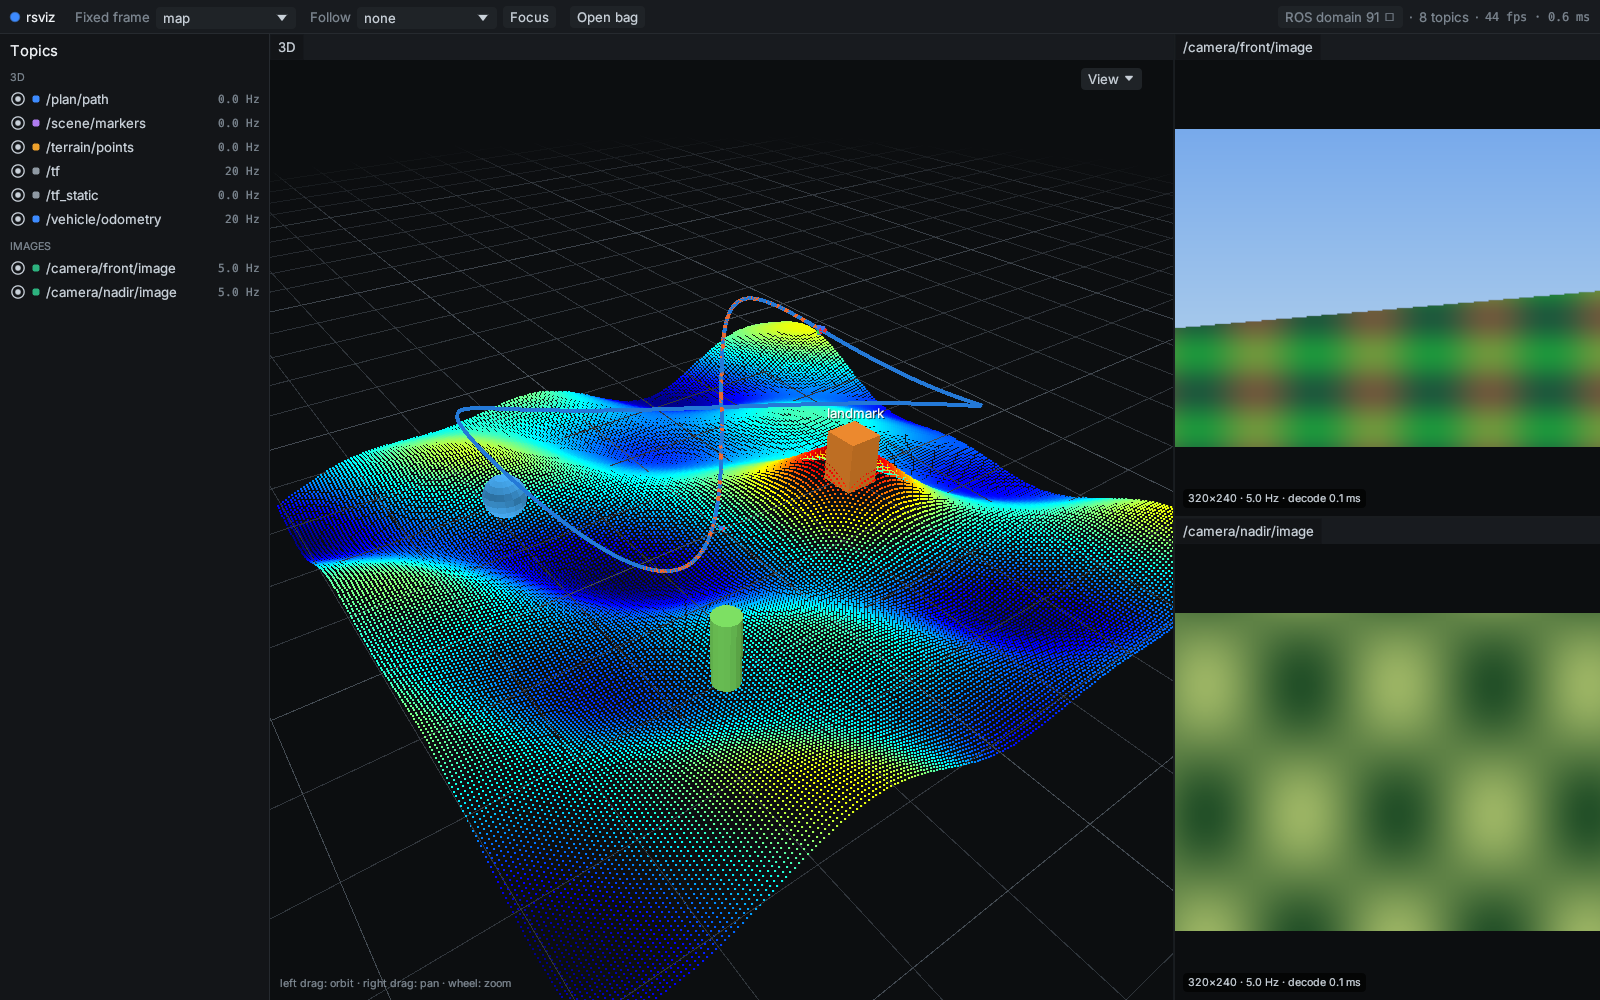 rsviz Fixed frame map Follow none Focus Open bag ROS domain 91 · 8 topics · 44 fps · 0.6 ms
Topics
3D
/plan/path 0.0 Hz
/scene/markers 0.0 Hz
/terrain/points 0.0 Hz
/tf 20 Hz
/tf_static 0.0 Hz
/vehicle/odometry 20 Hz
IMAGES
/camera/front/image 5.0 Hz
/camera/nadir/image 5.0 Hz
3D
View
landmark
left drag: orbit · right drag: pan · wheel: zoom
/camera/front/image
320×240 · 5.0 Hz · decode 0.1 ms
/camera/nadir/image
320×240 · 5.0 Hz · decode 0.1 ms